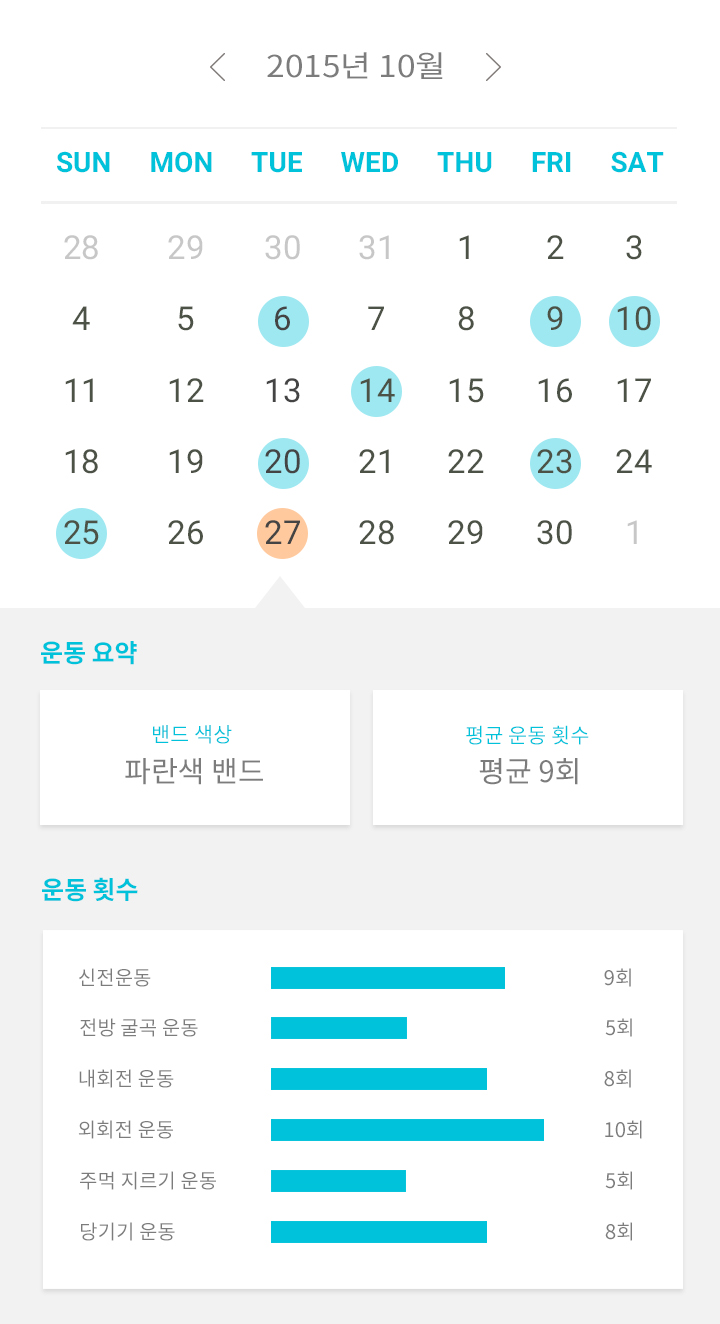 2015년 10월
SUN MON TUE WED THU FRI SAT
28 29 30 31 1 2 3
4 5 6 7 8 9 10
11 12 13 14 15 16 17
18 19 20 21 22 23 24
25 26 27 28 29 30 1
운동 요약
밴드 색상
파란색 밴드
평균 운동 횟수
평균 9회
운동 횟수
신전운동 9회
전방 굴곡 운동 5회
내회전 운동 8회
외회전 운동 10회
주먹 지르기 운동 5회
당기기 운동 8회